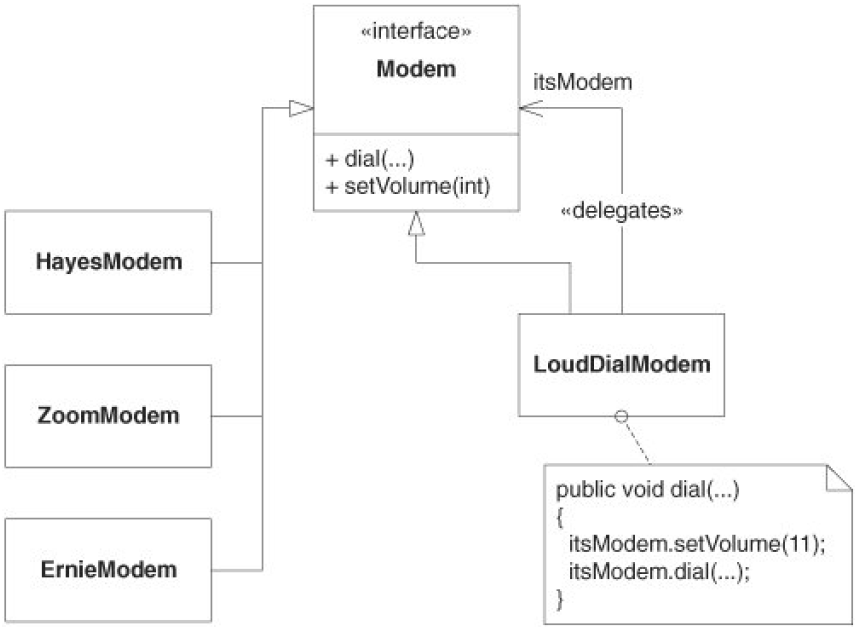 «interface»
Modem
+ dial(...)
+ setVolume(int)
itsModem
«delegates»
HayesModem
ZoomModem
ErnieModem
LoudDialModem
public void dial(...)
{
itsModem.setVolume(11);
itsModem.dial(...);
}